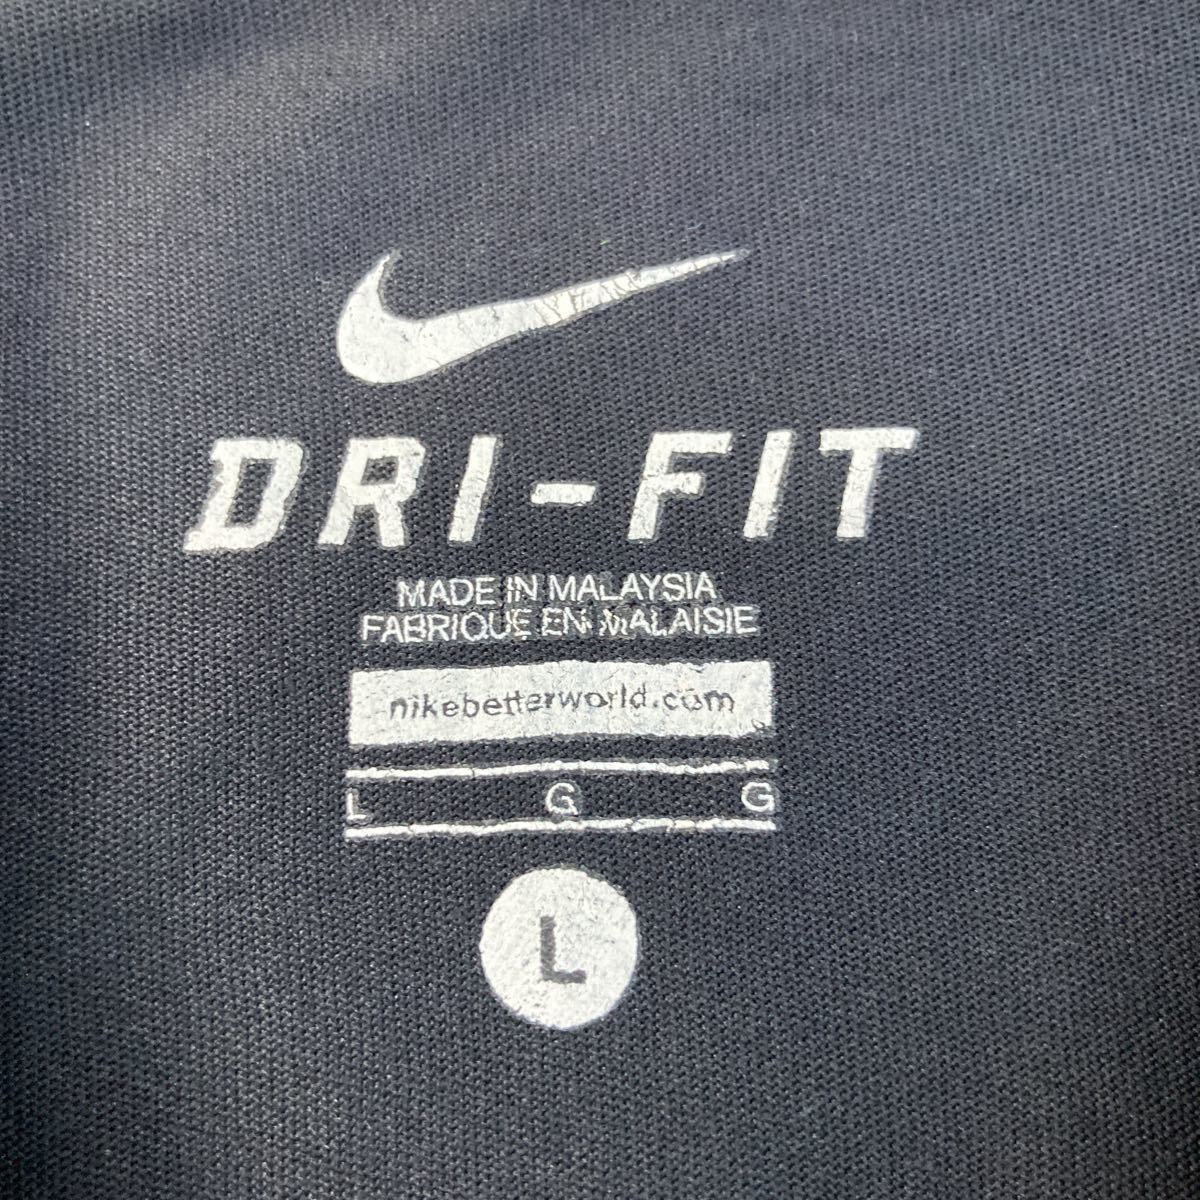 DRI-FIT
MADE IN MALAYSIA
FABRIQUE EN MALAISIE
nikebetterworld.com
L G G
L